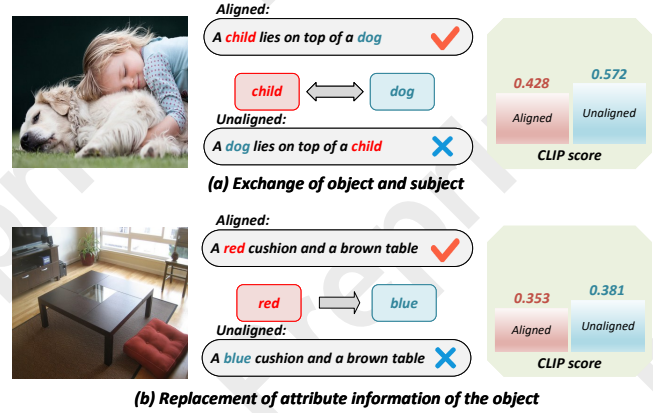 Aligned:
A child lies on top of a dog
child
dog
Unaligned:
A dog lies on top of a child
0.428
0.572
Aligned
Unaligned
CLIP score
(a) Exchange of object and subject
Aligned:
A red cushion and a brown table
red
blue
Unaligned:
A blue cushion and a brown table
0.353
0.381
Aligned
Unaligned
CLIP score
(b) Replacement of attribute information of the object